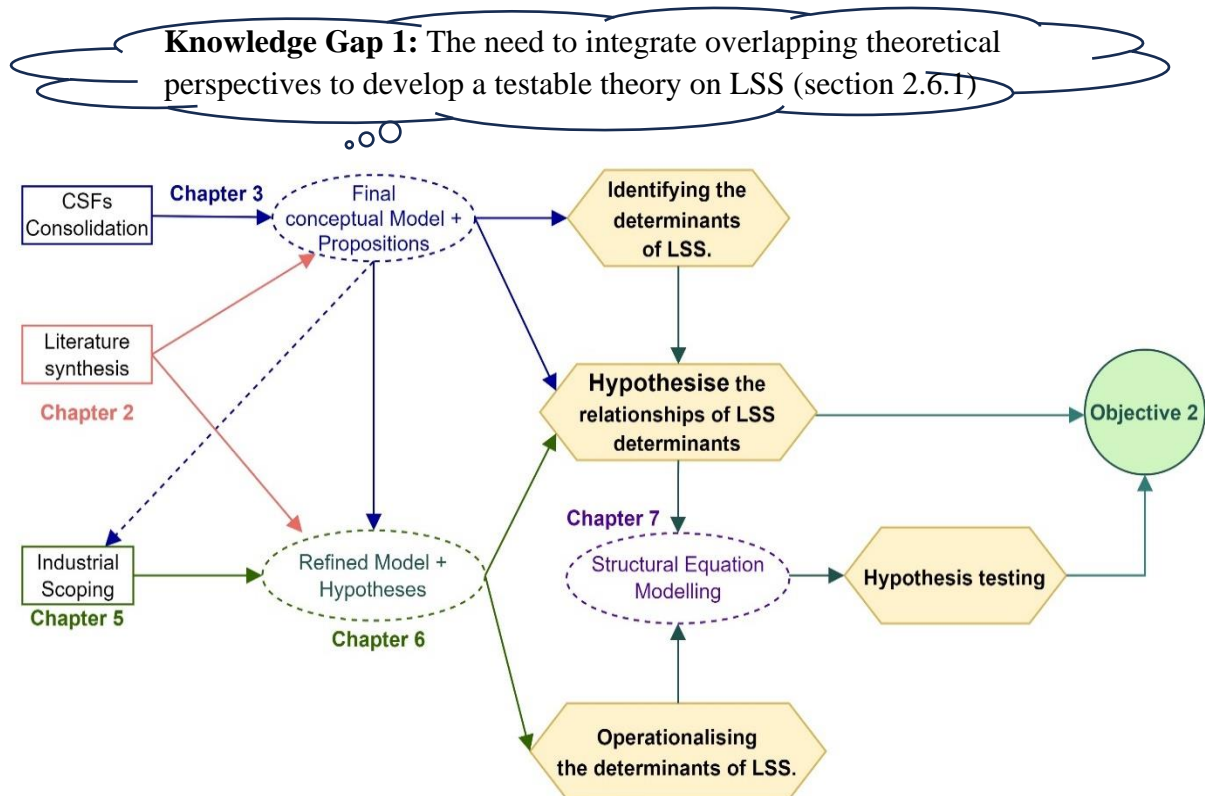 Knowledge Gap 1: The need to integrate overlapping theoretical
perspectives to develop a testable theory on LSS (section 2.6.1)
CSFs
Consolidation
Chapter 3
Final
conceptual Model +
Propositions
Identifying the
determinants
of LSS.
Literature
synthesis
Chapter 2
Hypothesise the
relationships of LSS
determinants
Objective 2
Industrial
Scoping
Chapter 5
Refined Model +
Hypotheses
Chapter 6
Chapter 7
Structural Equation
Modelling
Hypothesis testing
Operationalising
the determinants of LSS.